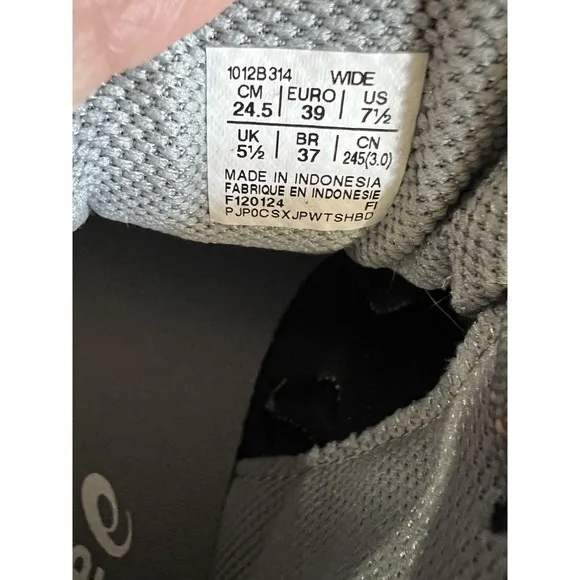 1012B314 WIDE
CM EURO US
24.5 39 7½
UK BR CN
5½ 37 245(3.0)
MADE IN INDONESIA
FABRIQUE EN INDONESIE
F120124 FI
PJP0CSXJPWTSHBD